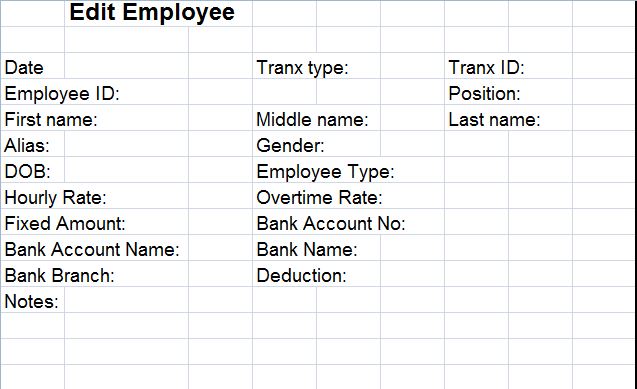 Edit Employee
Date Tranx type: Tranx ID:
Employee ID: Position:
First name: Middle name: Last name:
Alias: Gender:
DOB: Employee Type:
Hourly Rate: Overtime Rate:
Fixed Amount: Bank Account No:
Bank Account Name: Bank Name:
Bank Branch: Deduction:
Notes: